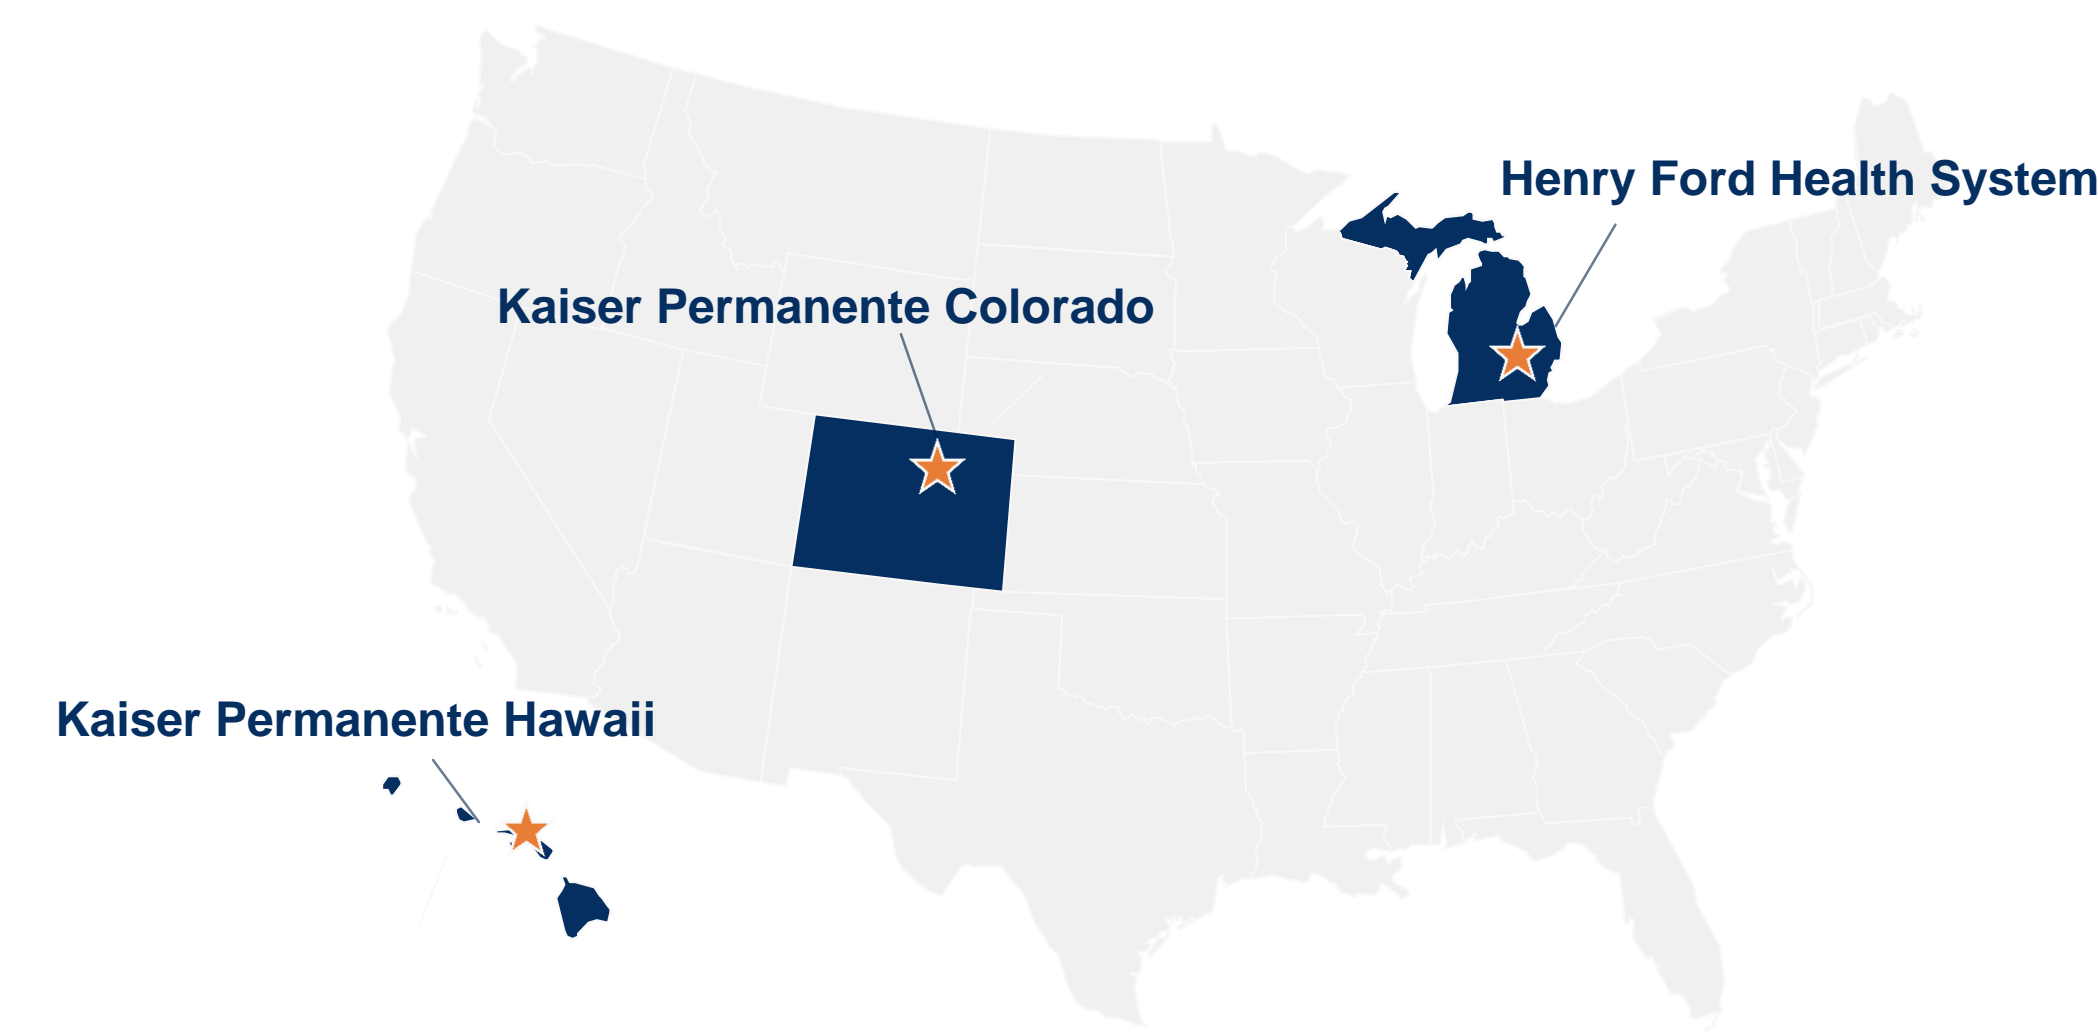 Henry Ford Health System
Kaiser Permanente Colorado
Kaiser Permanente Hawaii